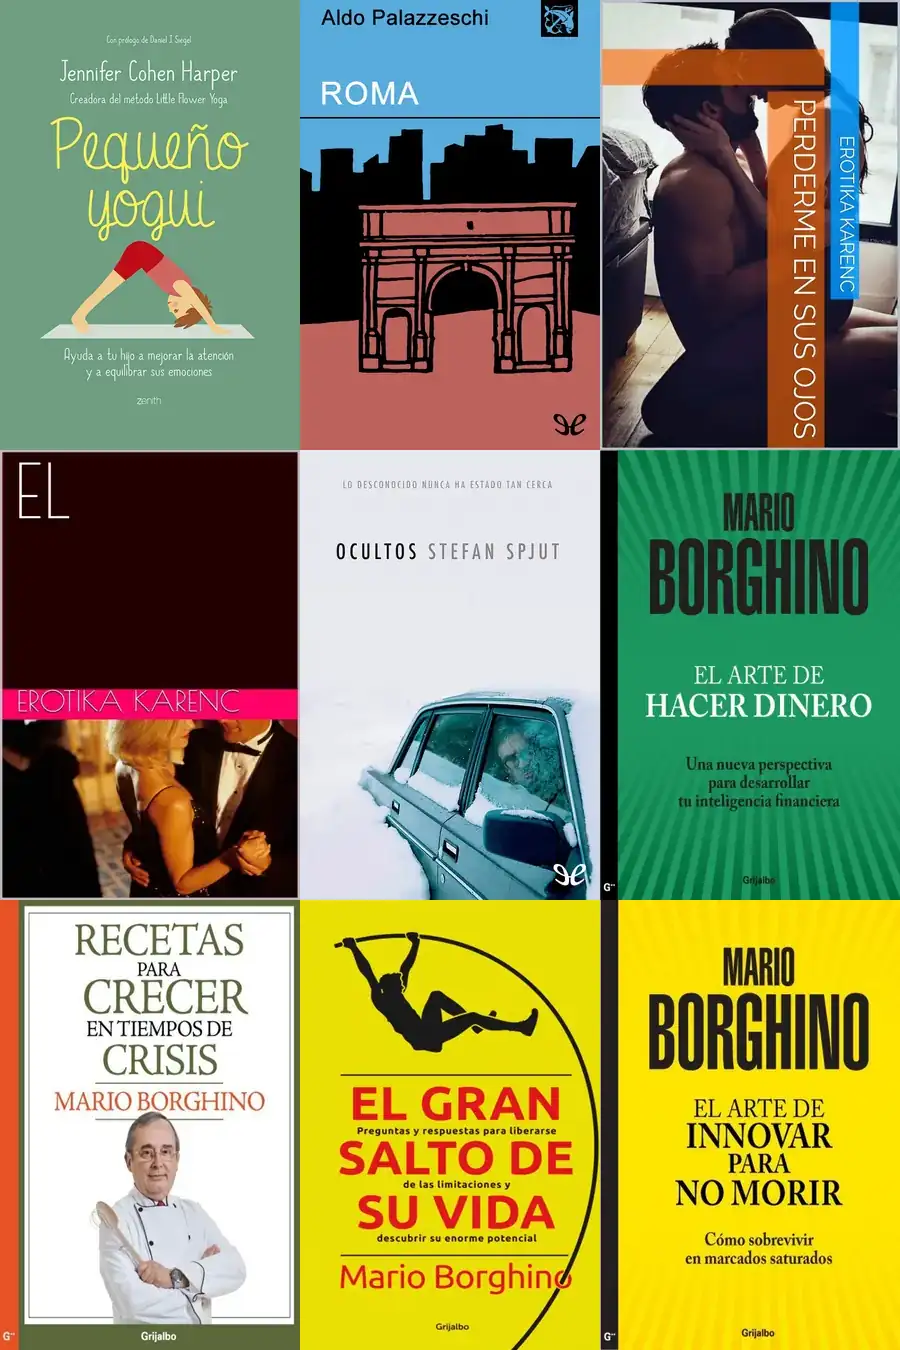 Con prólogo de Daniel J. Siegel
Jennifer Cohen Harper
Creadora del método Little Flower Yoga
Pequeño
yogui
Ayuda a tu hijo a mejorar la atención
y a equilibrar sus emociones
zenith
Aldo Palazzeschi
ROMA
PERDERME EN SUS OJOS
EROTIKA KARENC
EL
EROTIKA KARENC
LO DESCONOCIDO NUNCA HA ESTADO TAN CERCA
OCULTOS STEFAN SPJUT
MARIO
BORGHINO
EL ARTE DE
HACER DINERO
Una nueva perspectiva
para desarrollar
tu inteligencia financiera
Grijalbo
G
RECETAS
PARA
CRECER
EN TIEMPOS DE
CRISIS
MARIO BORGHINO
Grijalbo
G
EL GRAN
Preguntas y respuestas para liberarse
SALTO DE
de las limitaciones y
SU VIDA
descubrir su enorme potencial
Mario Borghino
Grijalbo
MARIO
BORGHINO
EL ARTE DE
INNOVAR
PARA
NO MORIR
Cómo sobrevivir
en marcados saturados
Grijalbo
G